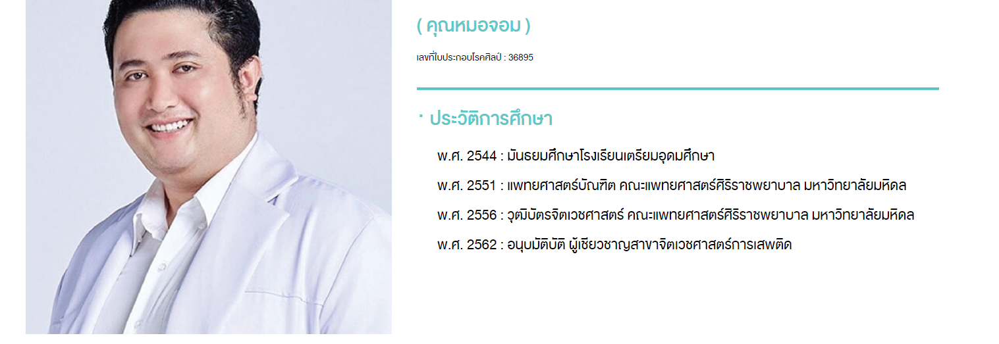 ( คุณหมอจอม )
เลขที่ใบประกอบโรคศิลป์ : 36895
· ประวัติการศึกษา
พ.ศ. 2544 : มันธยมศึกษาโรงเรียนเตรียมอุดมศึกษา
พ.ศ. 2551 : แพทยศาสตร์บัณฑิต คณะแพทยศาสตร์ศิริราชพยาบาล มหาวิทยาลัยมหิดล
พ.ศ. 2556 : วุฒิบัตรจิตเวชศาสตร์ คณะแพทยศาสตร์ศิริราชพยาบาล มหาวิทยาลัยมหิดล
พ.ศ. 2562 : อนุบมัติบัติ ผู้เชียวชาญสาขาจิตเวชศาสตร์การเสพติด